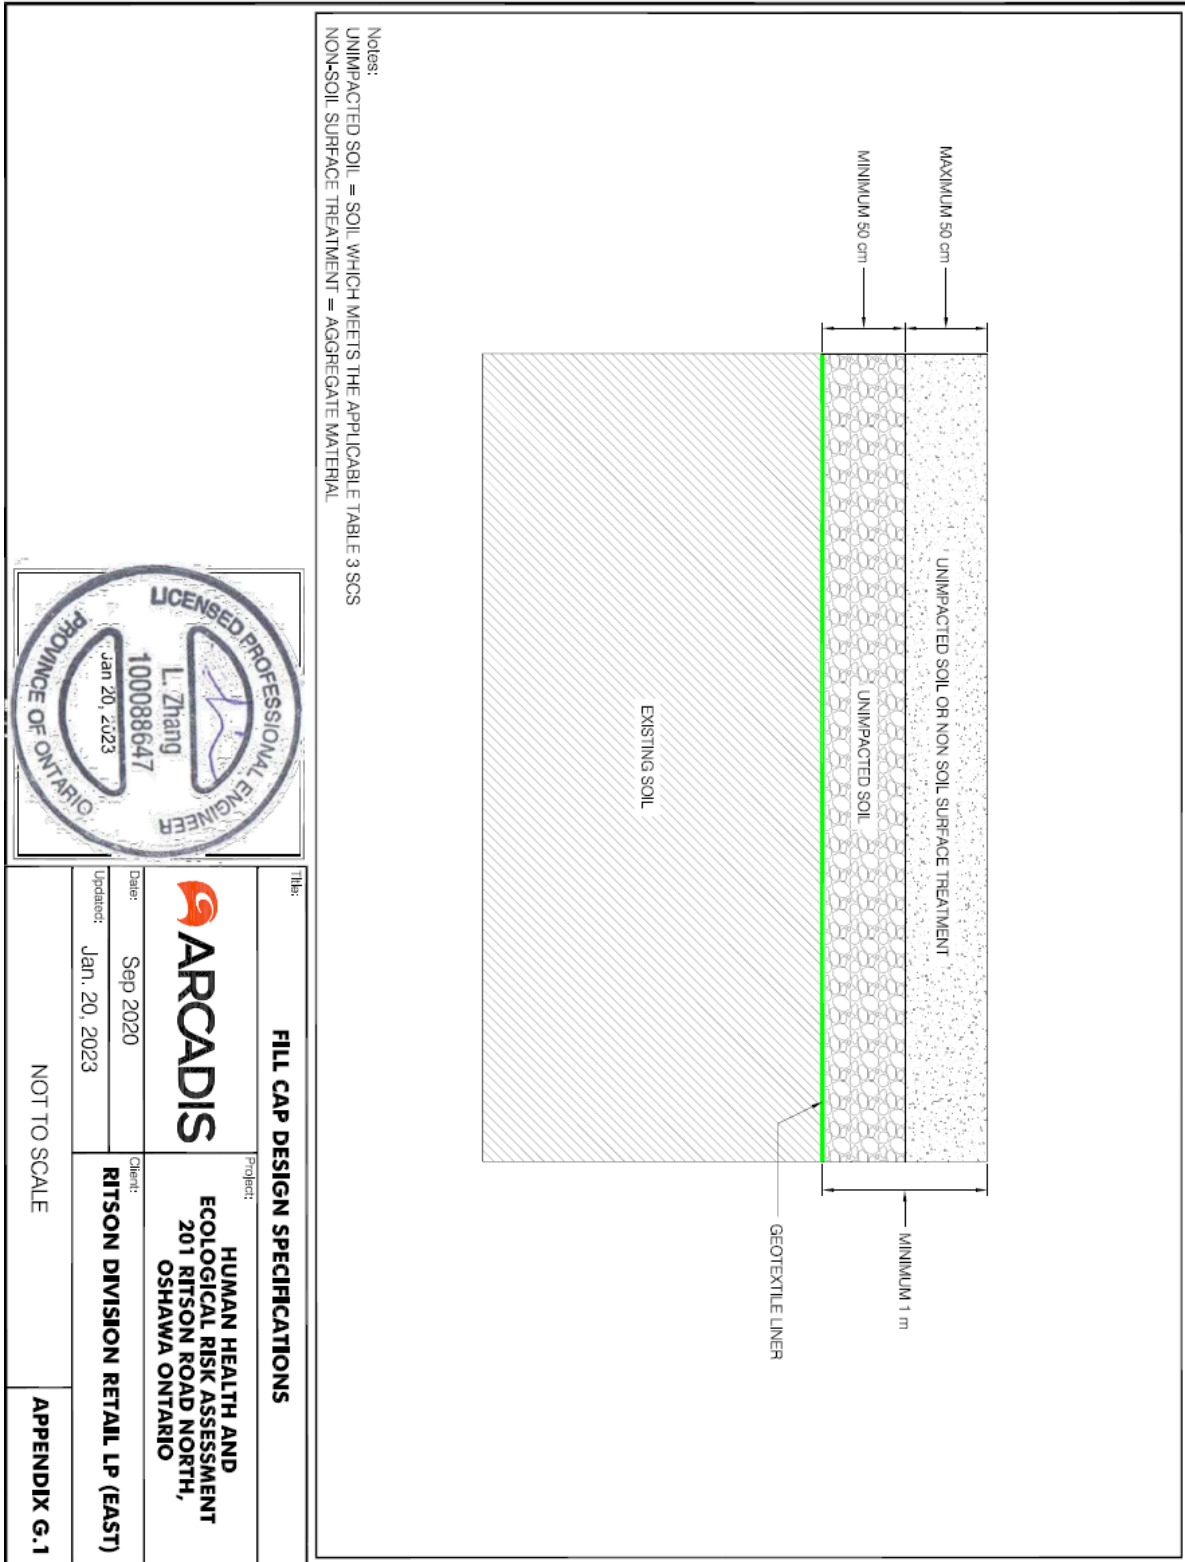 MAXIMUM 50 cm
MINIMUM 50 cm
UNIMPACTED SOIL OR NON SOIL SURFACE TREATMENT
UNIMPACTED SOIL
EXISTING SOIL
MINIMUM 1 m
GEOTEXTILE LINER
Notes:
UNIMPACTED SOIL = SOIL WHICH MEETS THE APPLICABLE TABLE 3 SCS
NON-SOIL SURFACE TREATMENT = AGGREGATE MATERIAL
LICENSED PROFESSIONAL ENGINEER
L. Zhang
100088647
Jan 20, 2023
PROVINCE OF ONTARIO
Title:
FILL CAP DESIGN SPECIFICATIONS
ARCADIS
Project:
HUMAN HEALTH AND
ECOLOGICAL RISK ASSESSMENT
201 RITSON ROAD NORTH,
OSHAWA ONTARIO
Date:
Sep 2020
Updated:
Jan. 20, 2023
Client:
RITSON DIVISION RETAIL LP (EAST)
NOT TO SCALE
APPENDIX G.1